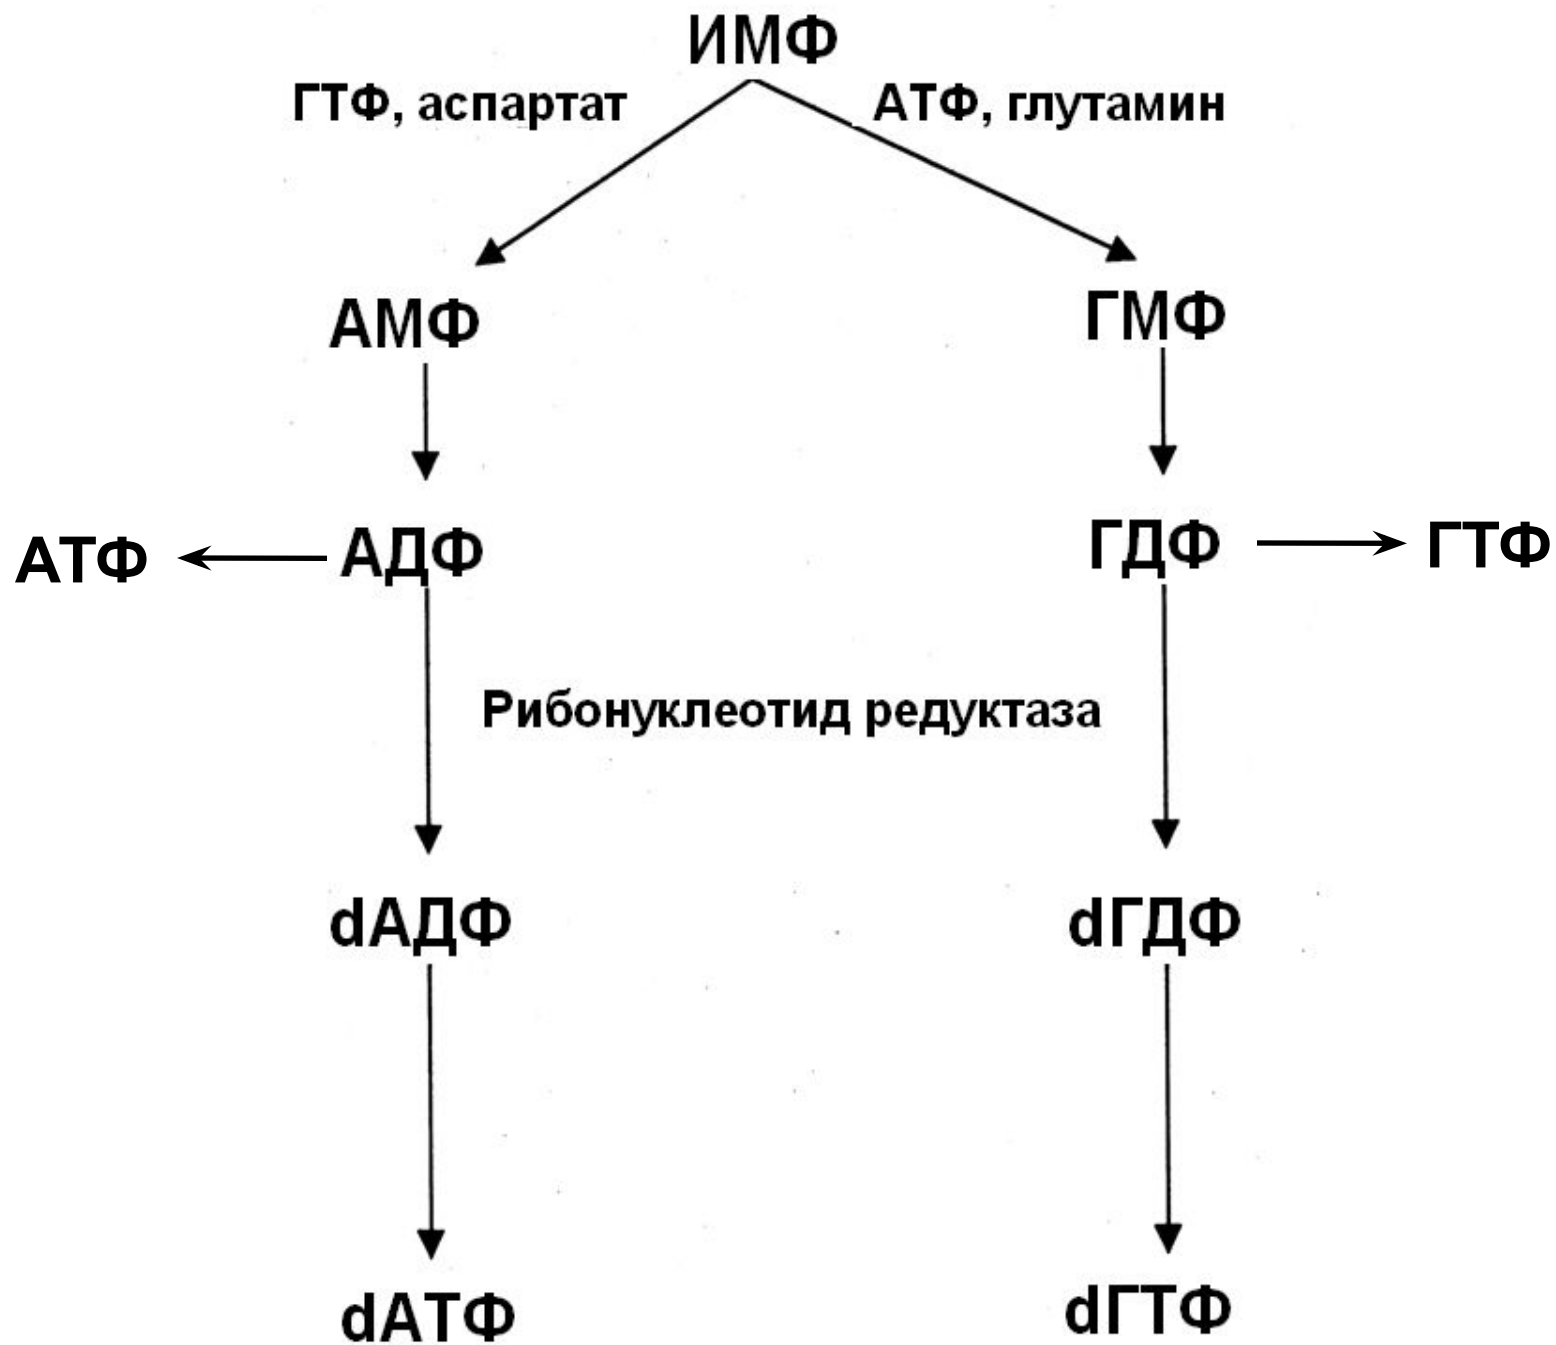 ИМФ
ГТФ, аспартат
АТФ, глутамин
АМФ
ГМФ
АТФ
АДФ
ГДФ
ГТФ
Рибонуклеотид редуктаза
dАДФ
dГДФ
dАТФ
dГТФ